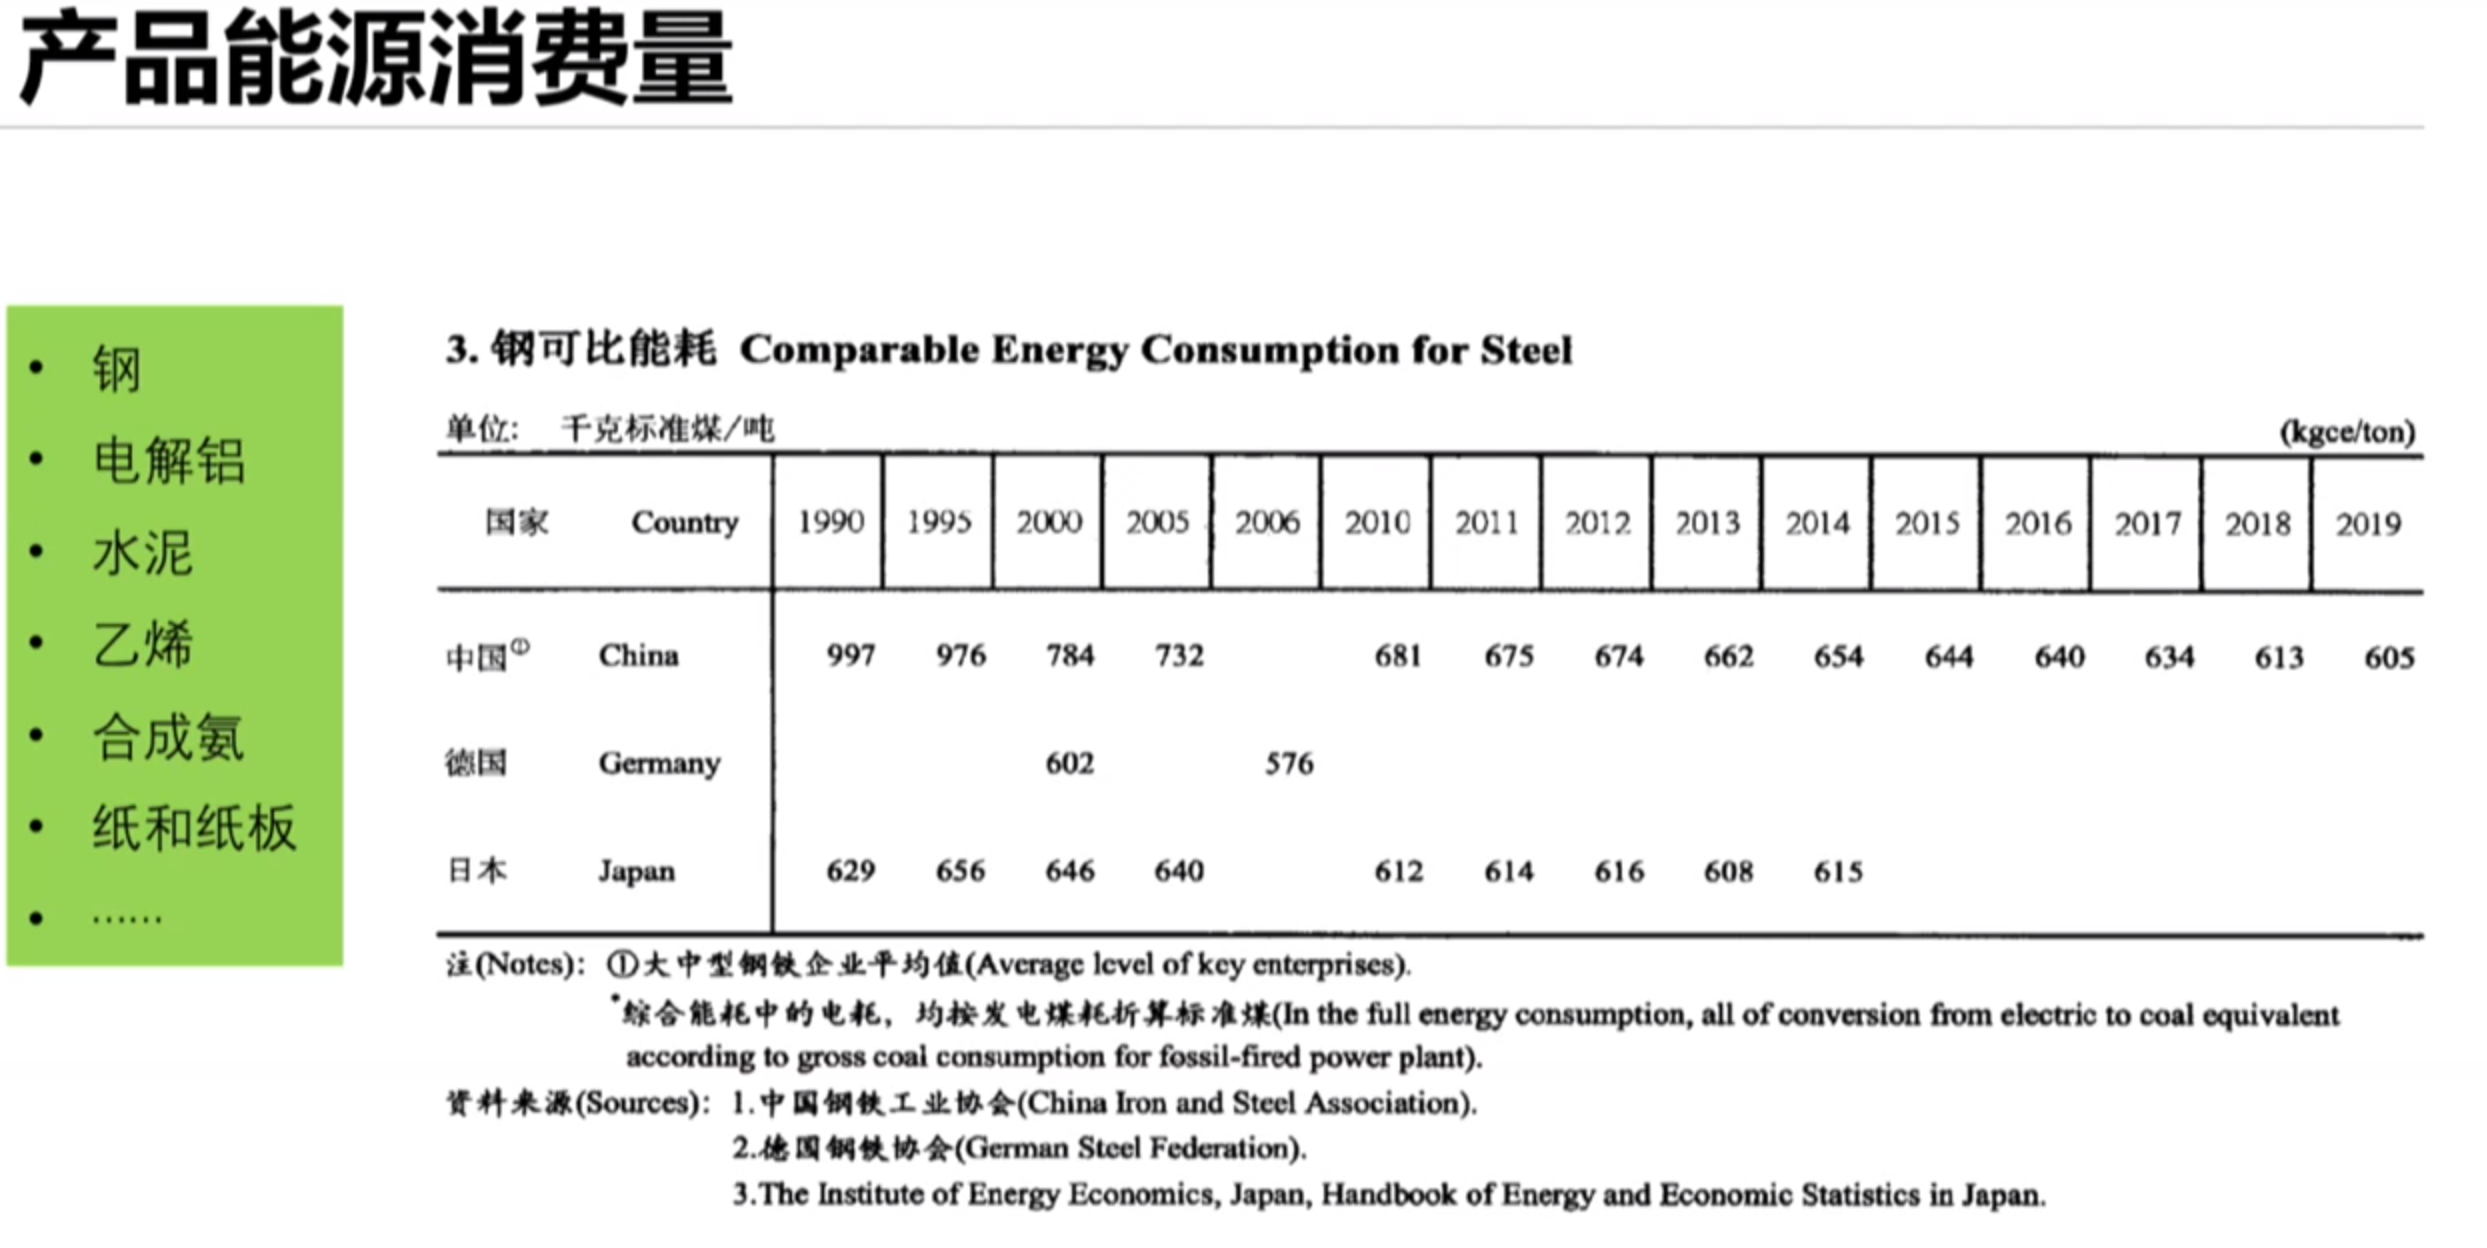 产品能源消费量
• 钢
• 电解铝
• 水泥
• 乙烯
• 合成氨
• 纸和纸板
• ······
3. 钢可比能耗 Comparable Energy Consumption for Steel
单位: 千克标准煤/吨 (kgce/ton)
国家 Country 1990 1995 2000 2005 2006 2010 2011 2012 2013 2014 2015 2016 2017 2018 2019
中国① China 997 976 784 732 681 675 674 662 654 644 640 634 613 605
德国 Germany 602 576
日本 Japan 629 656 646 640 612 614 616 608 615
注(Notes): ①大中型钢铁企业平均值(Average level of key enterprises).
*综合能耗中的电耗，均按发电煤耗折算标准煤(In the full energy consumption, all of conversion from electric to coal equivalent
according to gross coal consumption for fossil-fired power plant).
资料来源(Sources): 1.中国钢铁工业协会(China Iron and Steel Association).
2.德国钢铁协会(German Steel Federation).
3.The Institute of Energy Economics, Japan, Handbook of Energy and Economic Statistics in Japan.